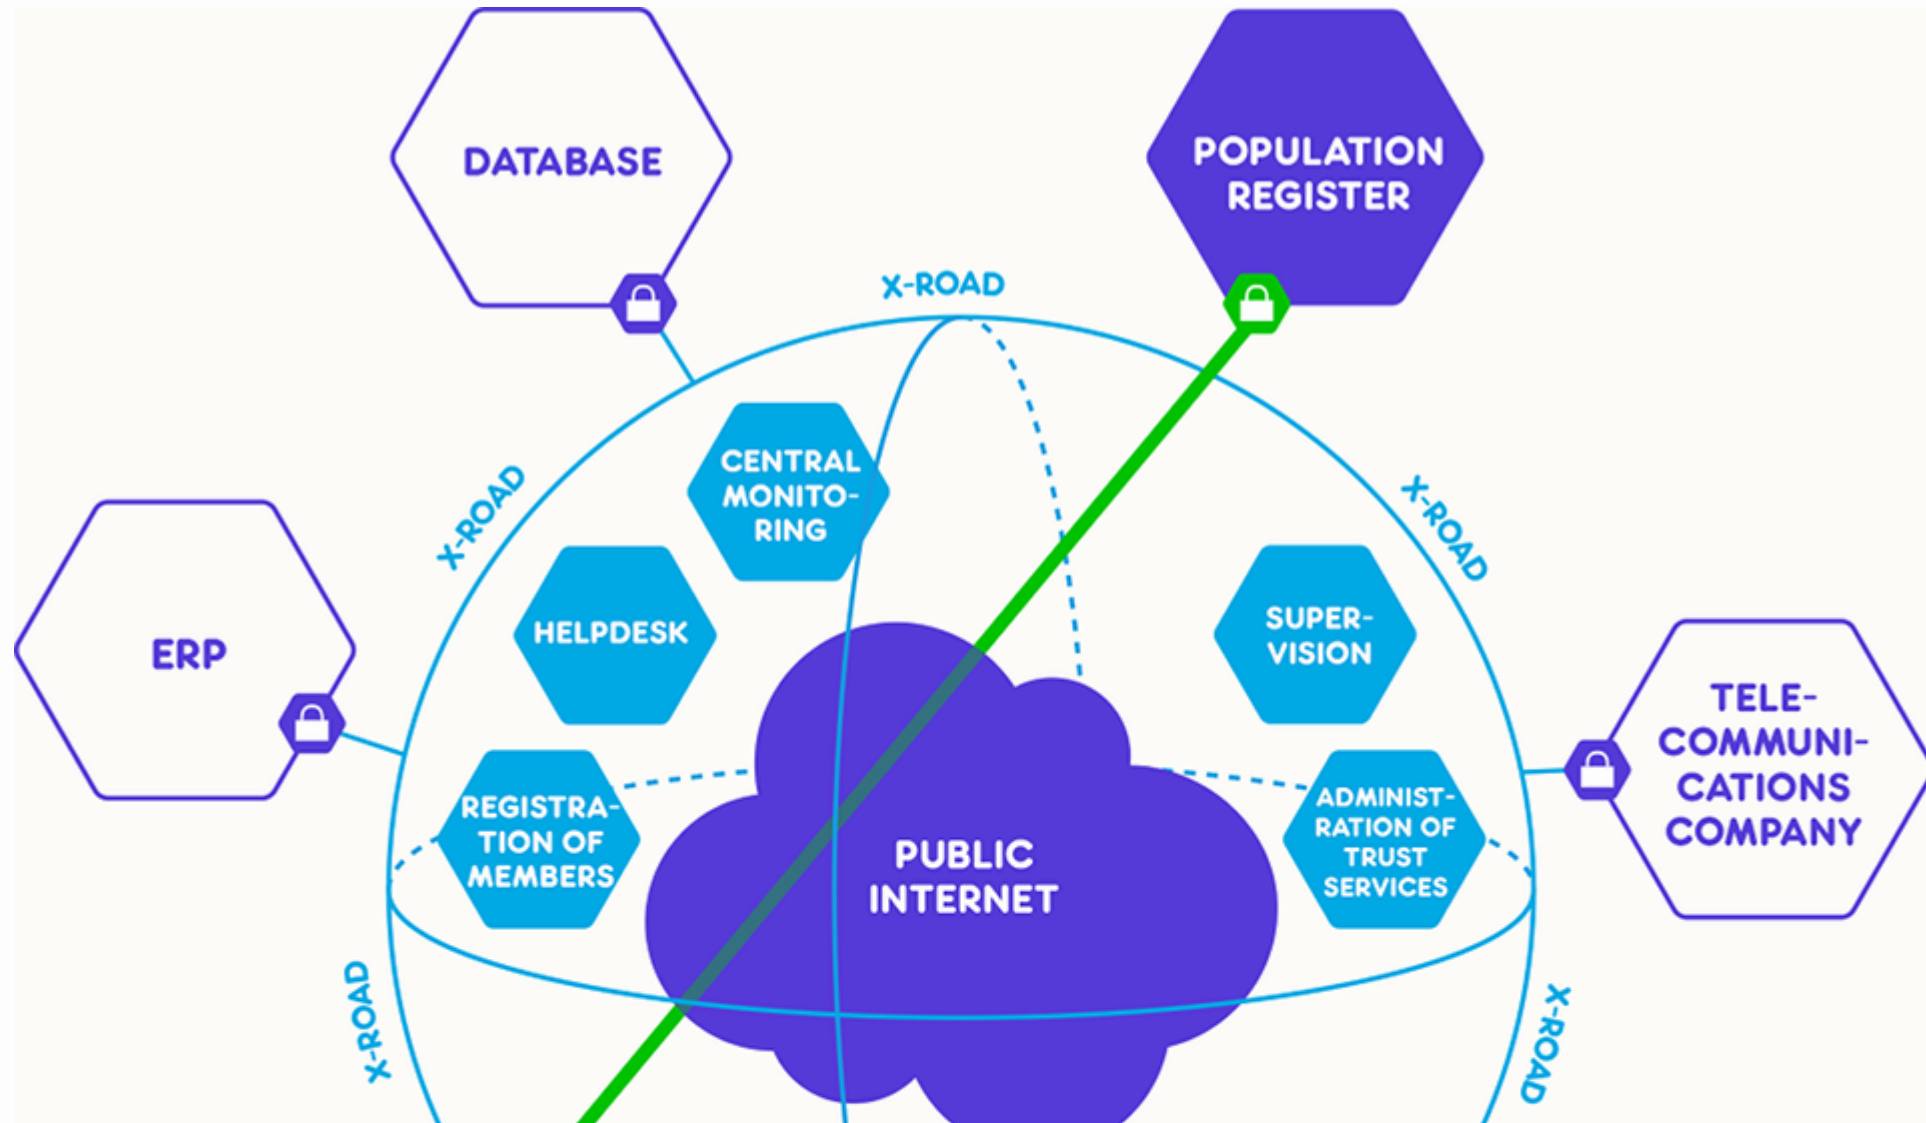 DATABASE
POPULATION
REGISTER
X-ROAD
CENTRAL
MONITO-
RING
X-ROAD
X-ROAD
HELPDESK
SUPER-
VISION
ERP
TELE-
COMMUNI-
CATIONS
COMPANY
REGISTRA-
TION OF
MEMBERS
PUBLIC
INTERNET
ADMINIST-
RATION OF
TRUST
SERVICES
X-ROAD
X-ROAD